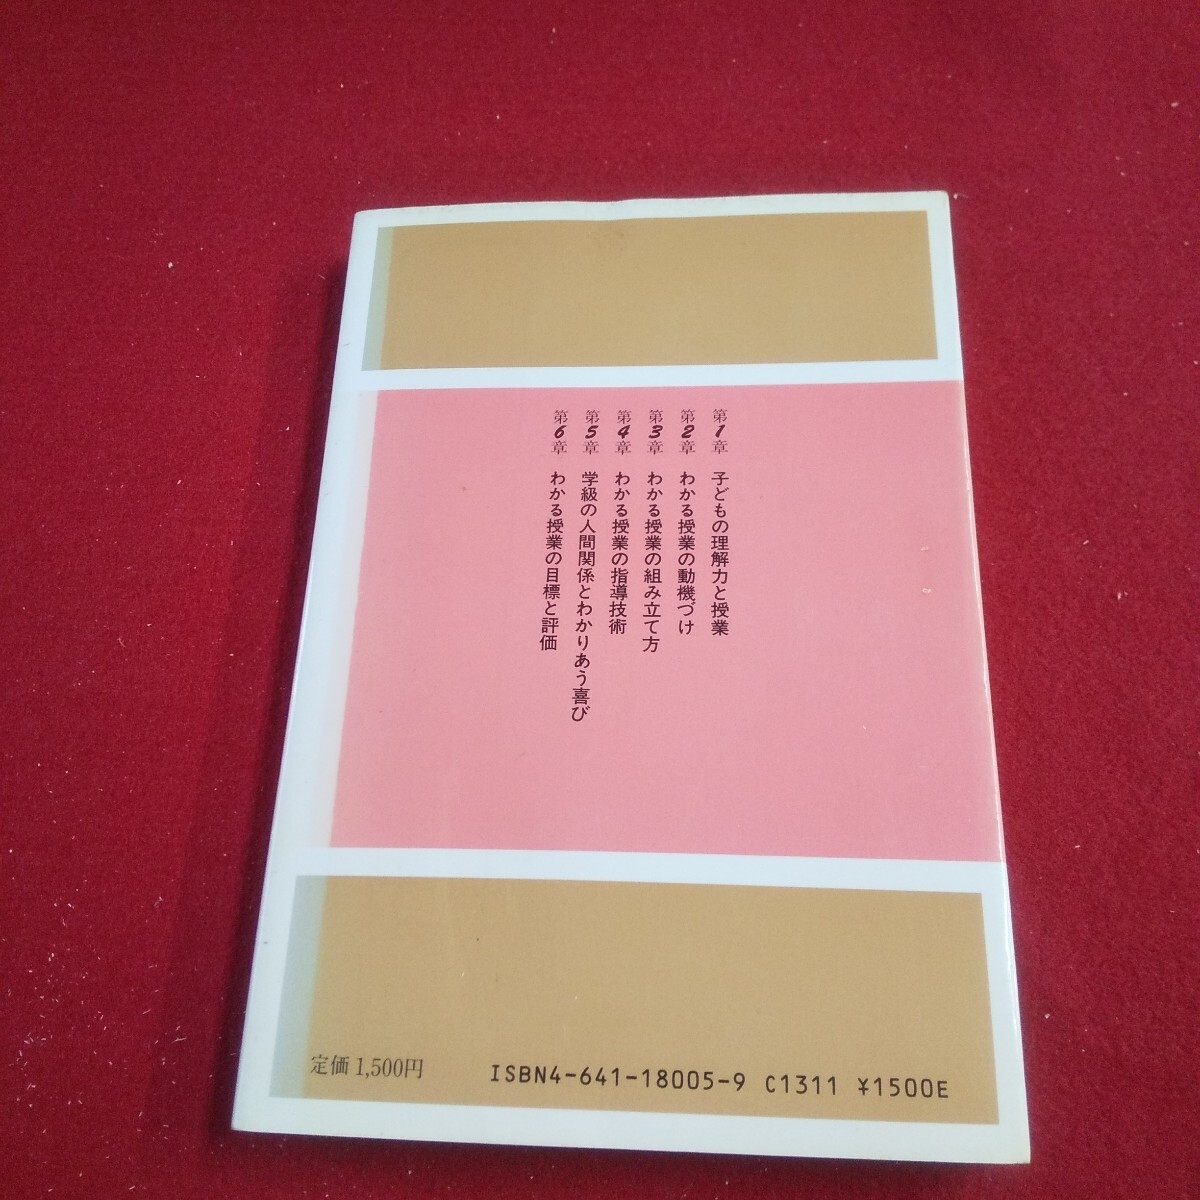 第1章 子どもの理解力と授業
第2章 わかる授業の動機づけ
第3章 わかる授業の組み立て方
第4章 わかる授業の指導技術
第5章 学級の人間関係とわかりあう喜び
第6章 わかる授業の目標と評価
定価1,500円
ISBN4-641-18005-9 C1311 ¥1500E